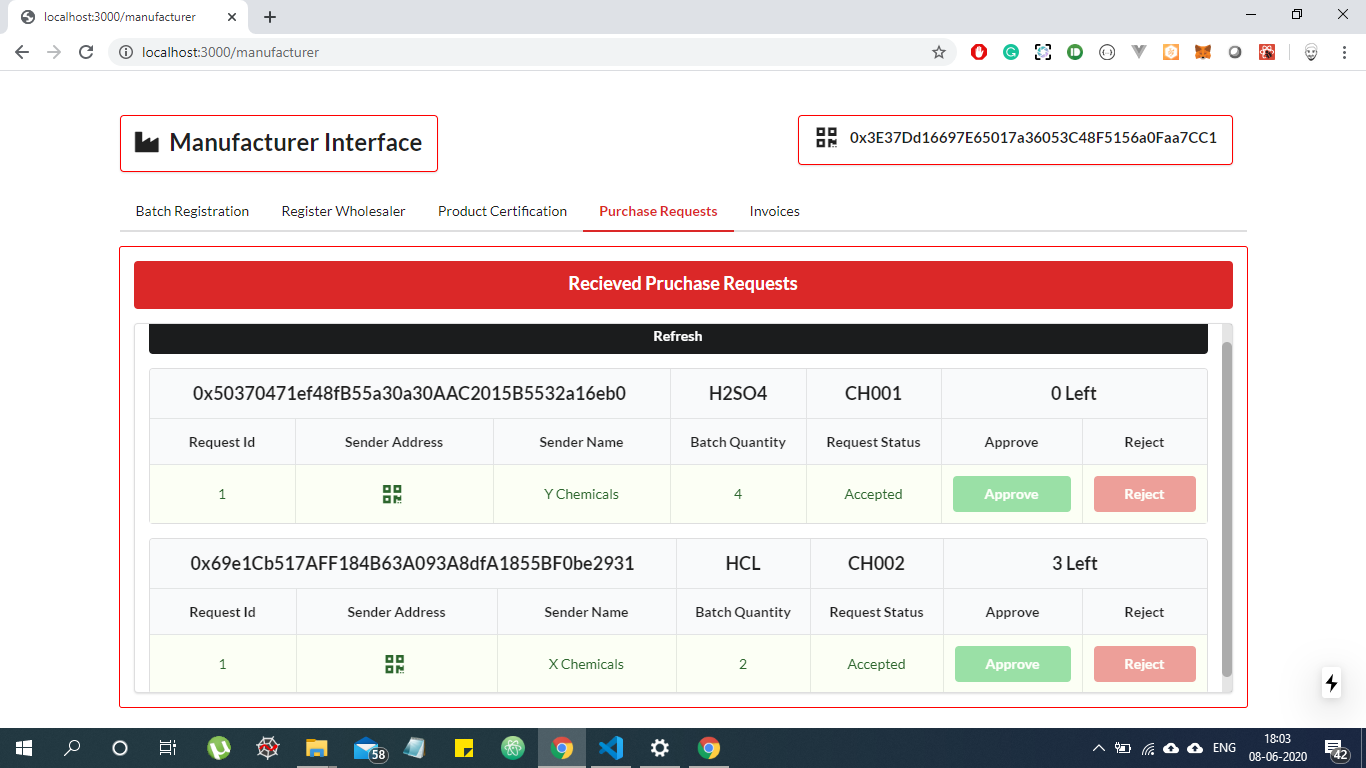 localhost:3000/manufacturer
localhost:3000/manufacturer
Manufacturer Interface
0x3E37Dd16697E65017a36053C48F5156a0Faa7CC1
Batch Registration Register Wholesaler Product Certification Purchase Requests Invoices
Recieved Pruchase Requests
Refresh
0x50370471ef48fB55a30a30AAC2015B5532a16eb0 H2SO4 CH001 0 Left
Request Id Sender Address Sender Name Batch Quantity Request Status Approve Reject
1 Y Chemicals 4 Accepted Approve Reject
0x69e1Cb517AFF184B63A093A8dfA1855BF0be2931 HCL CH002 3 Left
Request Id Sender Address Sender Name Batch Quantity Request Status Approve Reject
1 X Chemicals 2 Accepted Approve Reject
58
ENG
18:03
08-06-2020
42